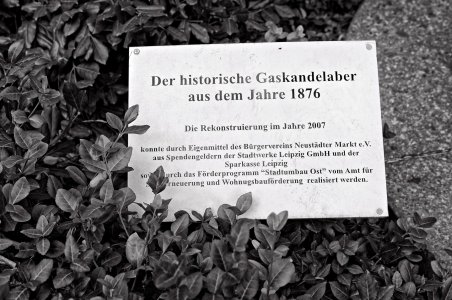 Der historische Gaskandelaber
aus dem Jahre 1876
Die Rekonstruierung im Jahre 2007
konnte durch Eigenmittel des Bürgervereins Neustädter Markt e.V.
aus Spendengeldern der Stadtwerke Leipzig GmbH und der
Sparkasse Leipzig
durch das Förderprogramm "Stadtumbau Ost" vom Amt für
und Wohnugsbauförderung realisiert werden.